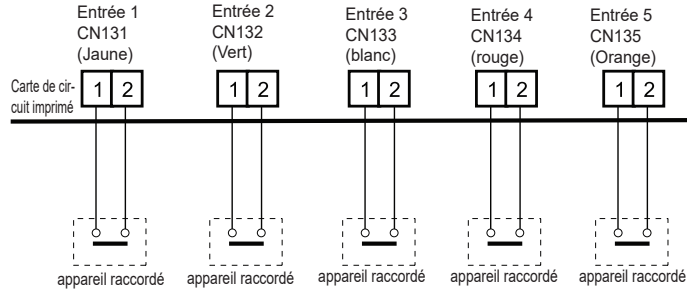 Entrée 1
CN131
(Jaune)
Entrée 2
CN132
(Vert)
Entrée 3
CN133
(blanc)
Entrée 4
CN134
(rouge)
Entrée 5
CN135
(Orange)
Carte de cir-
cuit imprimé
1 2
1 2
1 2
1 2
1 2
appareil raccordé
appareil raccordé
appareil raccordé
appareil raccordé
appareil raccordé